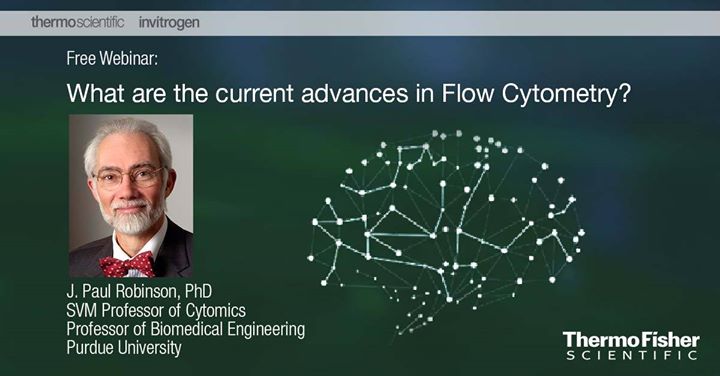 thermoscientific invitrogen
Free Webinar:
What are the current advances in Flow Cytometry?
J. Paul Robinson, PhD
SVM Professor of Cytomics
Professor of Biomedical Engineering
Purdue University
ThermoFisher
SCIENTIFIC